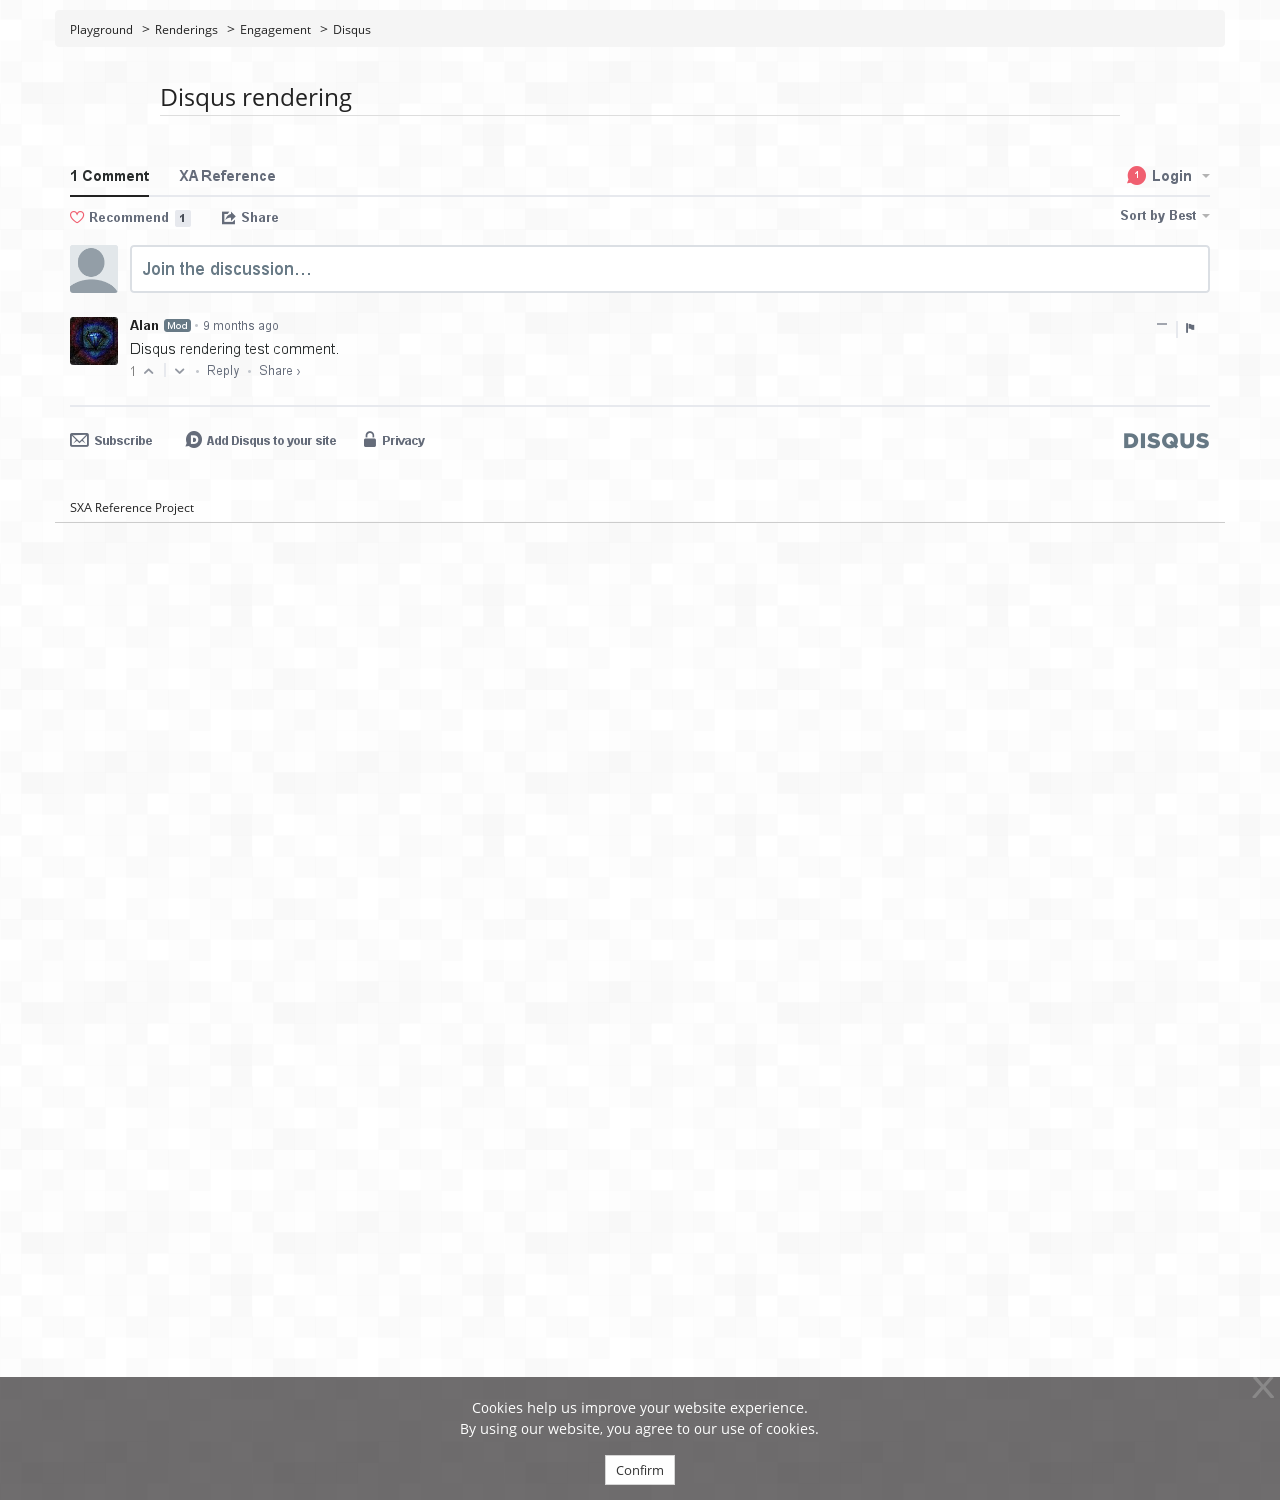 Playground > Renderings > Engagement > Disqus
Disqus rendering
1 Comment XA Reference 1 Login
Recommend 1 Share Sort by Best
Join the discussion...
Alan Mod • 9 months ago
Disqus rendering test comment.
1 • Reply • Share ›
Subscribe D Add Disqus to your site Privacy DISQUS
SXA Reference Project
Cookies help us improve your website experience.
By using our website, you agree to our use of cookies.
Confirm